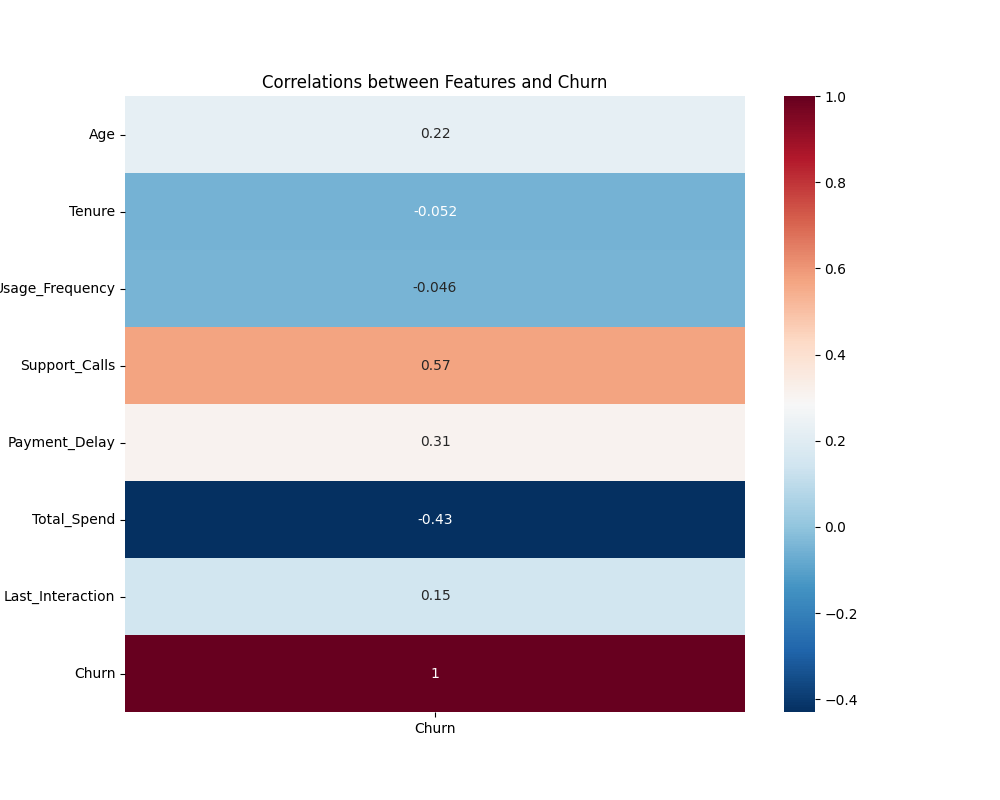 Correlations between Features and Churn
Age
0.22
Tenure
-0.052
Usage_Frequency
-0.046
Support_Calls
0.57
Payment_Delay
0.31
Total_Spend
-0.43
Last_Interaction
0.15
Churn
1
Churn
1.0
0.8
0.6
0.4
0.2
0.0
−0.2
−0.4